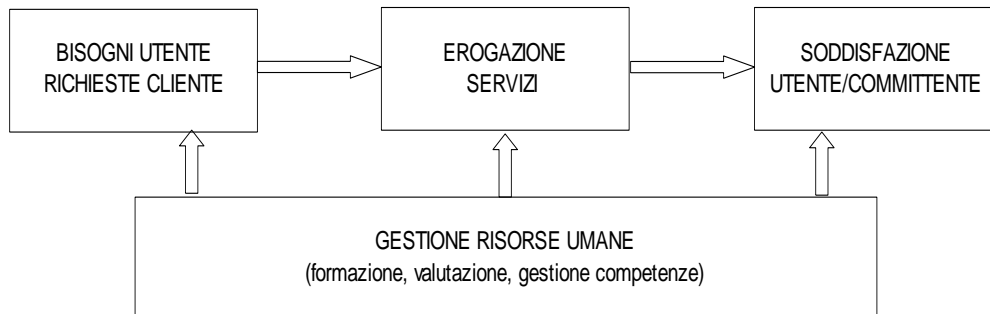 BISOGNI UTENTE
RICHIESTE CLIENTE
EROGAZIONE
SERVIZI
SODDISFAZIONE
UTENTE/COMMITTENTE
GESTIONE RISORSE UMANE
(formazione, valutazione, gestione competenze)